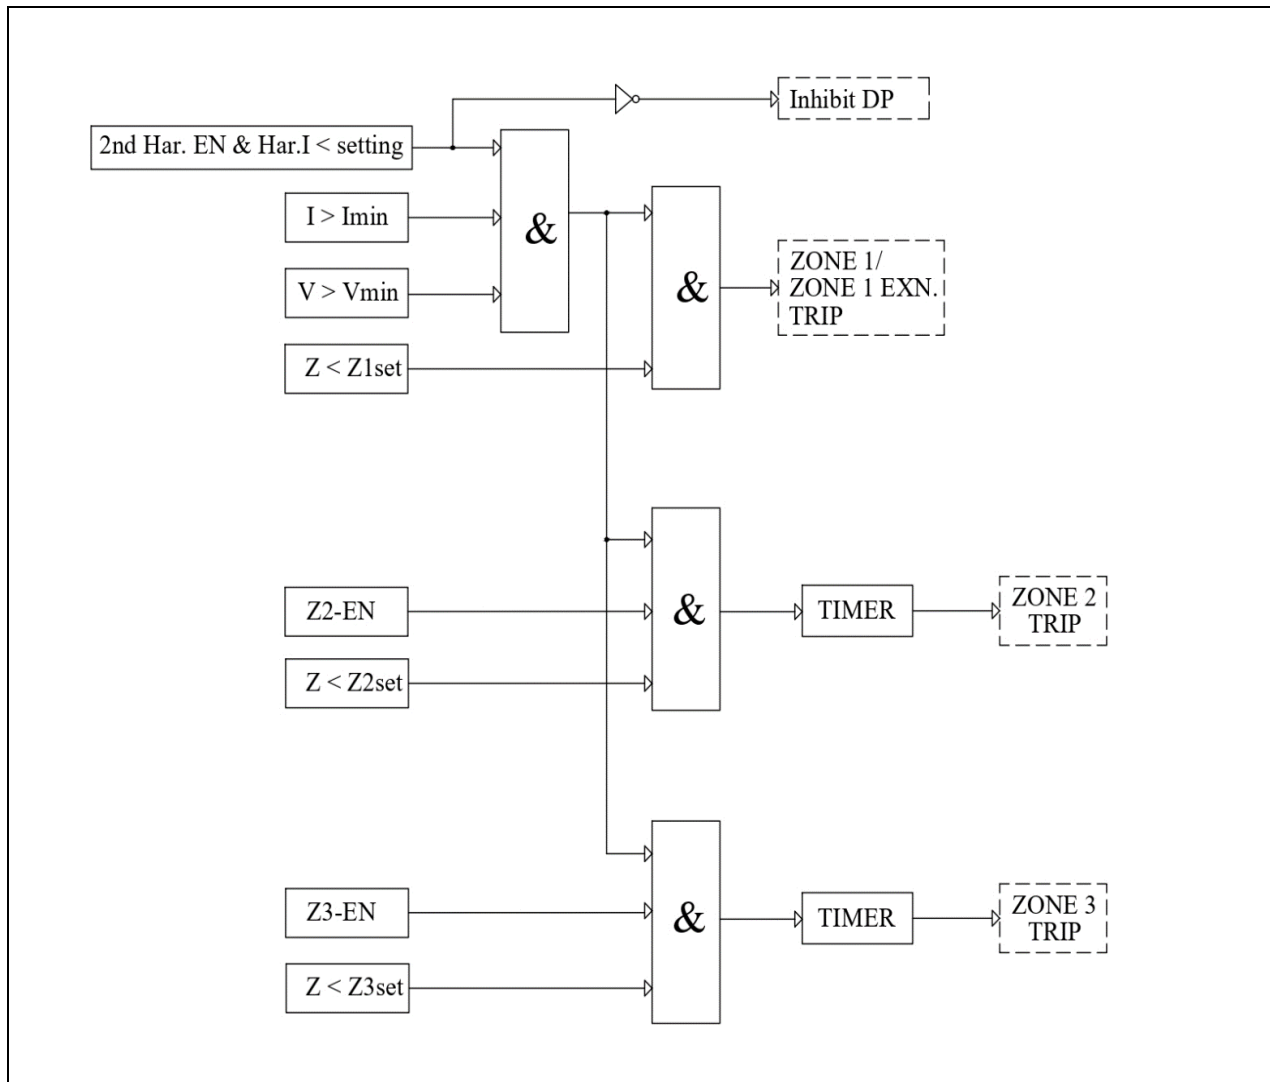 Inhibit DP
2nd Har. EN & Har.I < setting
I > Imin
&
V > Vmin
ZONE 1/
ZONE 1 EXN.
TRIP
&
Z < Z1set
Z2-EN
&
TIMER
ZONE 2
TRIP
Z < Z2set
Z3-EN
&
TIMER
ZONE 3
TRIP
Z < Z3set